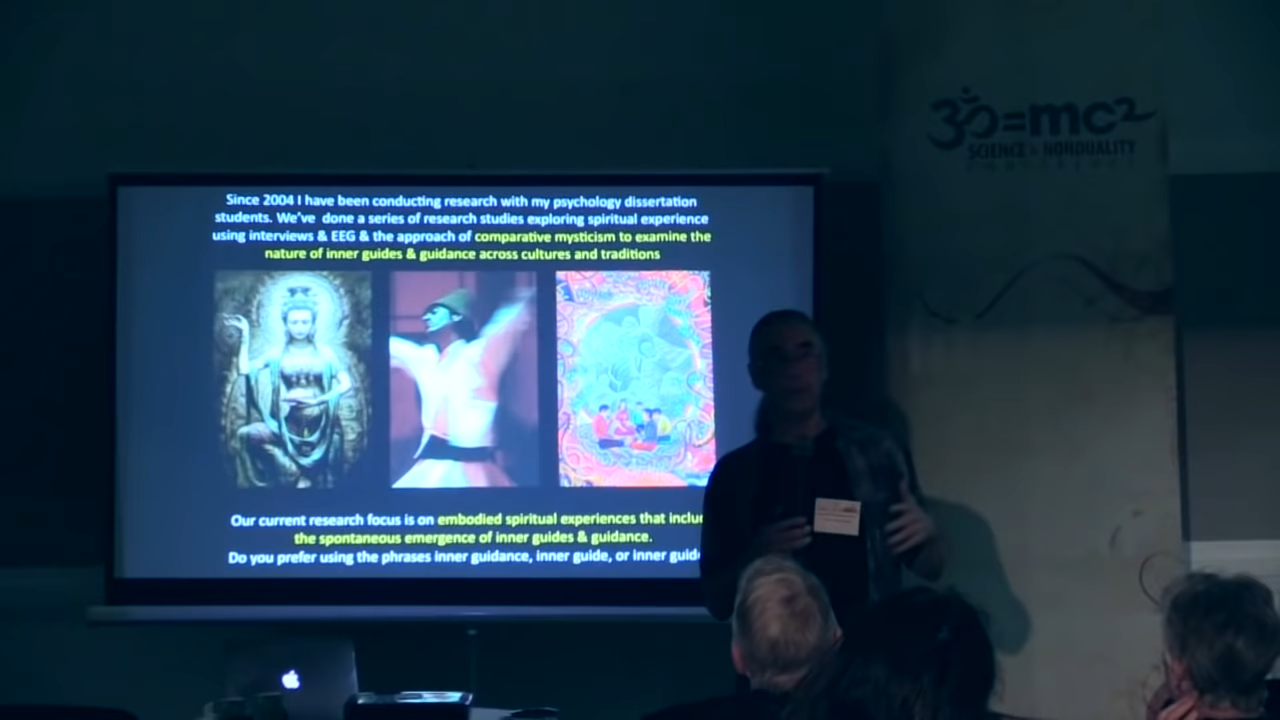 ॐ=mc²
SCIENCE & NONDUALITY
Since 2004 I have been conducting research with my psychology dissertation
students. We've done a series of research studies exploring spiritual experience
using interviews & EEG & the approach of comparative mysticism to examine the
nature of inner guides & guidance across cultures and traditions
Our current research focus is on embodied spiritual experiences that
the spontaneous emergence of inner guides & guidance.
Do you prefer using the phrases inner guidance, inner guide, or inner